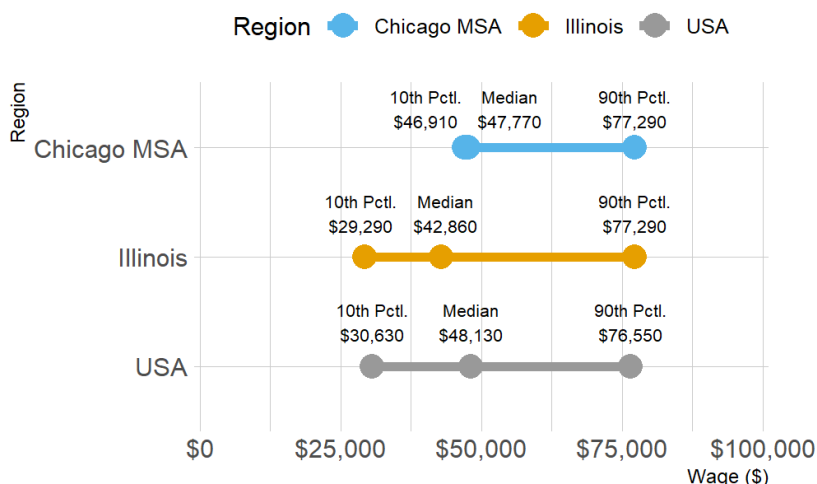 Region Chicago MSA Illinois USA
Region
10th Pctl. Median 90th Pctl.
$46,910 $47,770 $77,290
Chicago MSA
10th Pctl. Median 90th Pctl.
$29,290 $42,860 $77,290
Illinois
10th Pctl. Median 90th Pctl.
$30,630 $48,130 $76,550
USA
$0 $25,000 $50,000 $75,000 $100,000
Wage ($)